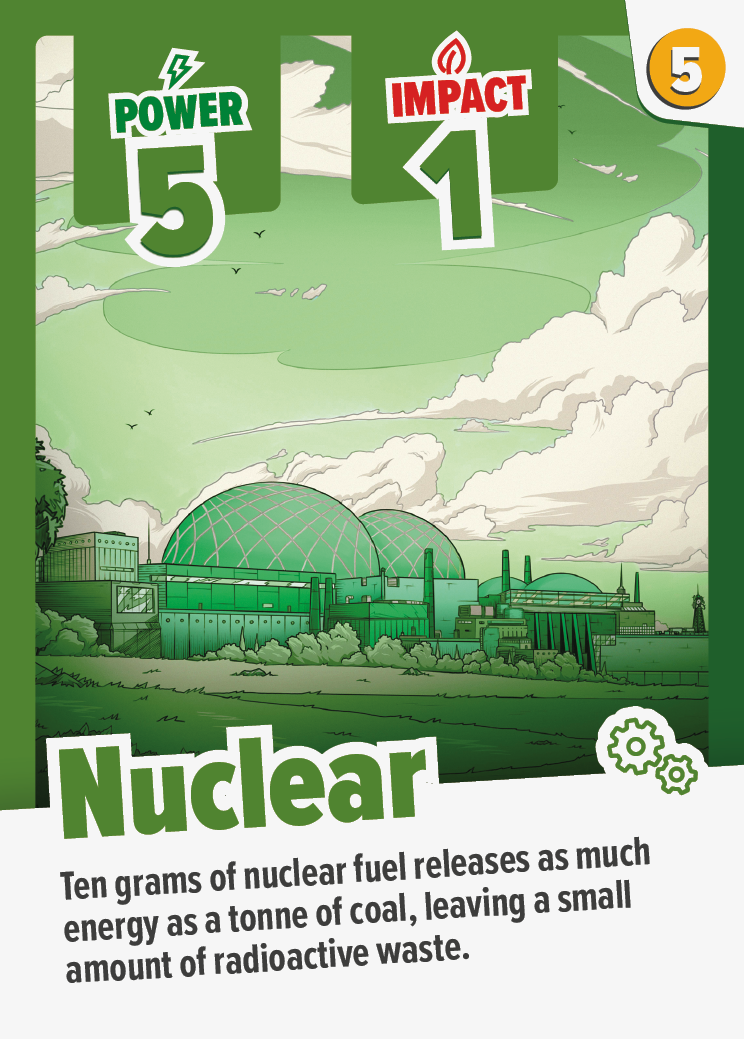 5
POWER
5
IMPACT
1
Nuclear
Ten grams of nuclear fuel releases as much
energy as a tonne of coal, leaving a small
amount of radioactive waste.